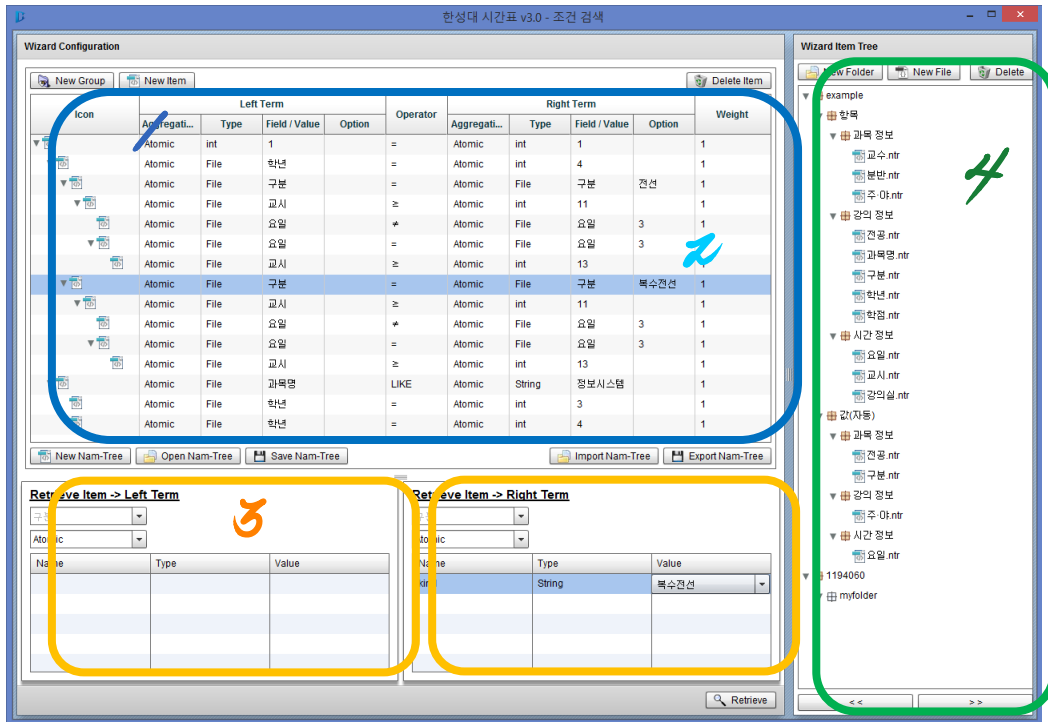 한성대 시간표 v3.0 - 조건 검색
Wizard Configuration
New Group New Item Delete Item
Icon Left Term Operator Right Term Weight
Aggregati... Type Field / Value Option Aggregati... Type Field / Value Option
Atomic int 1 = Atomic int 1 1
Atomic File 학년 = Atomic int 4 1
Atomic File 구분 = Atomic File 구분 전선 1
Atomic File 교시 ≥ Atomic int 11 1
Atomic File 요일 ≠ Atomic File 요일 3 1
Atomic File 요일 = Atomic File 요일 3
Atomic File 교시 ≥ Atomic int 13 1
Atomic File 구분 = Atomic File 구분 복수전선 1
Atomic File 교시 ≥ Atomic int 11 1
Atomic File 요일 ≠ Atomic File 요일 3 1
Atomic File 요일 = Atomic File 요일 3 1
Atomic File 교시 ≥ Atomic int 13 1
Atomic File 과목명 LIKE Atomic String 정보시스템 1
Atomic File 학년 = Atomic int 3 1
Atomic File 학년 = Atomic int 4 1
1
2
New Nam-Tree Open Nam-Tree Save Nam-Tree Import Nam-Tree Export Nam-Tree
Retrieve Item -> Left Term
Atomic
Name Type Value
3
Retrieve Item -> Right Term
Atomic
Name Type Value
String 복수전선
Retrieve
Wizard Item Tree
New Folder New File Delete
example
항목
과목 정보
교수.ntr
분반.ntr
주·야.ntr
강의 정보
전공.ntr
과목명.ntr
구분.ntr
학년.ntr
학점.ntr
시간 정보
요일.ntr
교시.ntr
강의실.ntr
값(자동)
과목 정보
전공.ntr
구분.ntr
강의 정보
주·야.ntr
시간 정보
요일.ntr
1194060
myfolder
4
<< >>